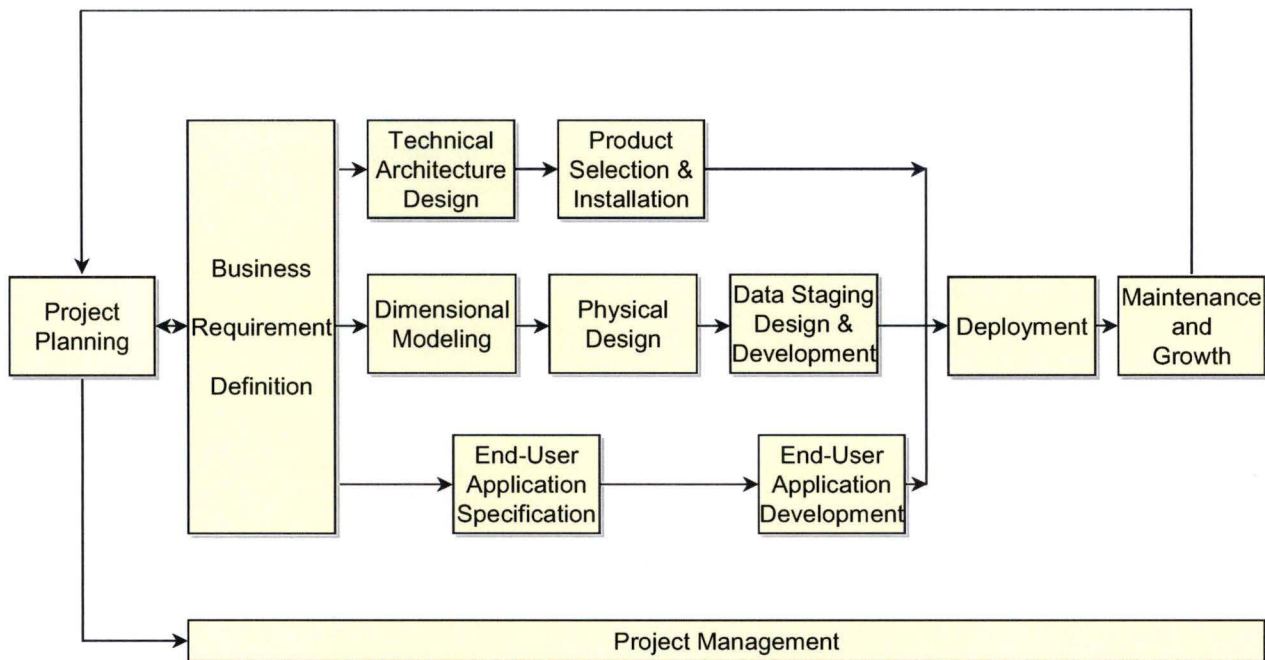 Project
Planning
Business
Requirement
Definition
Technical
Architecture
Design
Product
Selection &
Installation
Dimensional
Modeling
Physical
Design
Data Staging
Design &
Development
End-User
Application
Specification
End-User
Application
Development
Deployment
Maintenance
and
Growth
Project Management